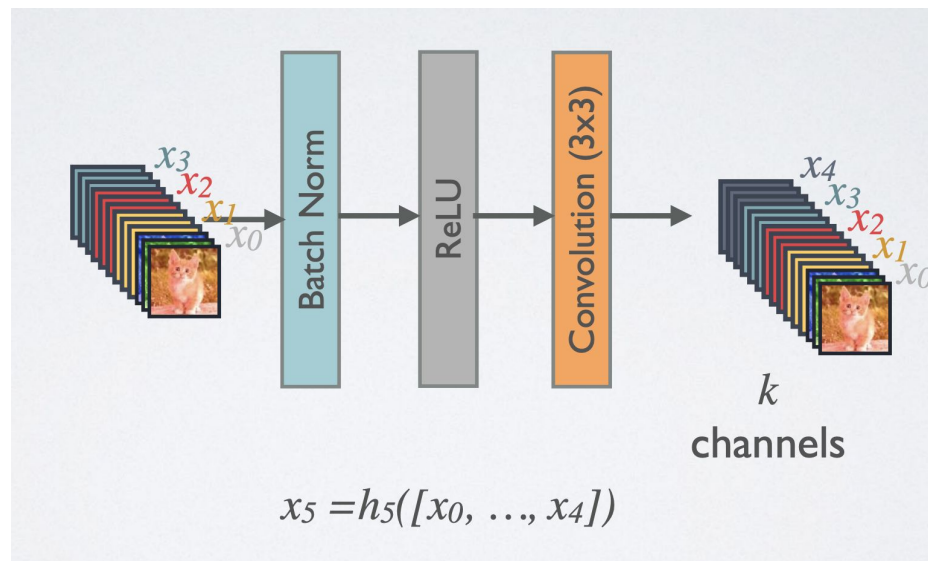 x3
x2
x1
x0
Batch Norm
ReLU
Convolution (3x3)
x4
x3
x2
x1
x0
k
channels
x5 =h5([x0, …, x4])